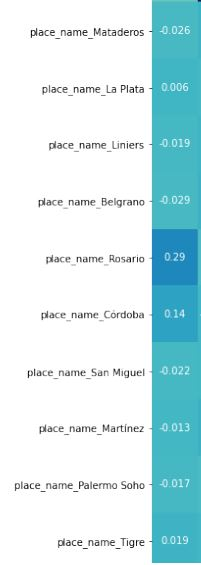 place_name_Mataderos -0.026
place_name_La Plata 0.006
place_name_Liniers -0.019
place_name_Belgrano -0.029
place_name_Rosario 0.29
place_name_Córdoba 0.14
place_name_San Miguel -0.022
place_name_Martínez -0.013
place_name_Palermo Soho -0.017
place_name_Tigre 0.019